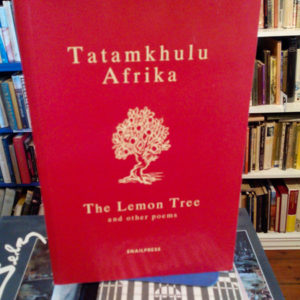 Tatamkhulu
Afrika
The Lemon Tree
and other poems
SNAILPRESS